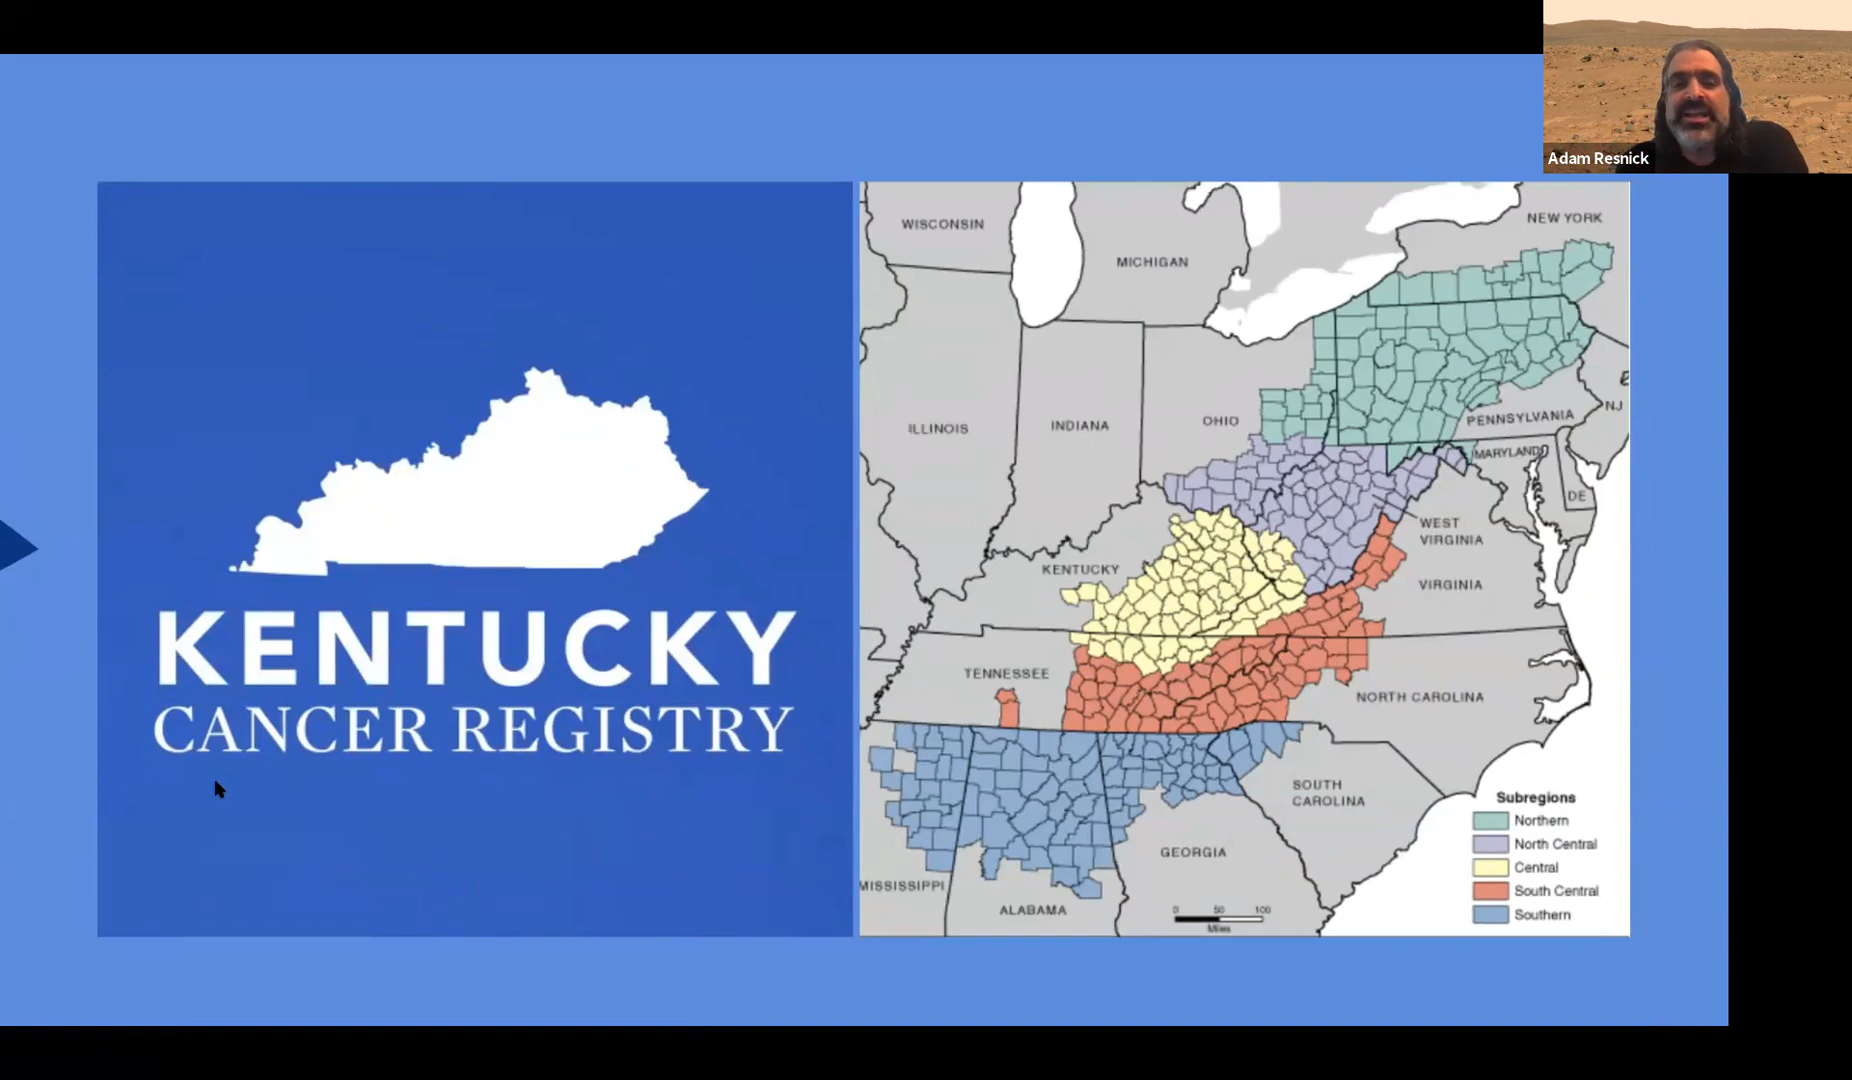 Adam Resnick
KENTUCKY
CANCER REGISTRY
WISCONSIN
MICHIGAN
NEW YORK
ILLINOIS
INDIANA
OHIO
PENNSYLVANIA
NJ
MARYLAND
DE
WEST
VIRGINIA
KENTUCKY
VIRGINIA
TENNESSEE
NORTH CAROLINA
SOUTH
CAROLINA
GEORGIA
MISSISSIPPI
ALABAMA
0 50 100
Miles
Subregions
Northern
North Central
Central
South Central
Southern